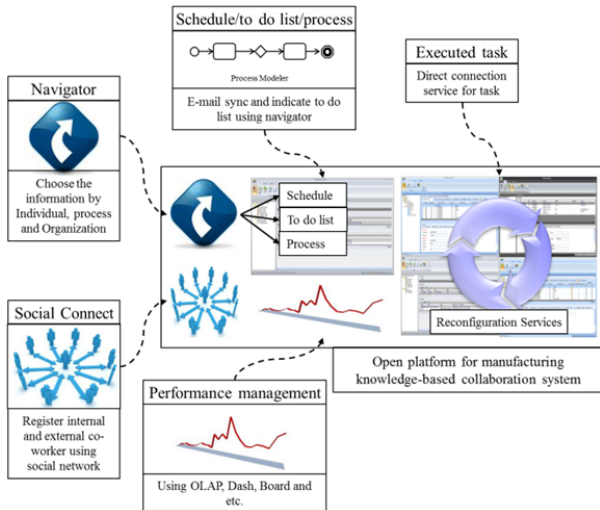 Schedule/to do list/process
Process Modeler
E-mail sync and indicate to do
list using navigator
Executed task
Direct connection
service for task
Navigator
Choose the
information by
Individual, process
and Organization
Schedule
To do list
Process
Reconfiguration Services
Social Connect
Register internal
and external co-
worker using
social network
Open platform for manufacturing
knowledge-based collaboration system
Performance management
Using OLAP, Dash, Board and
etc.